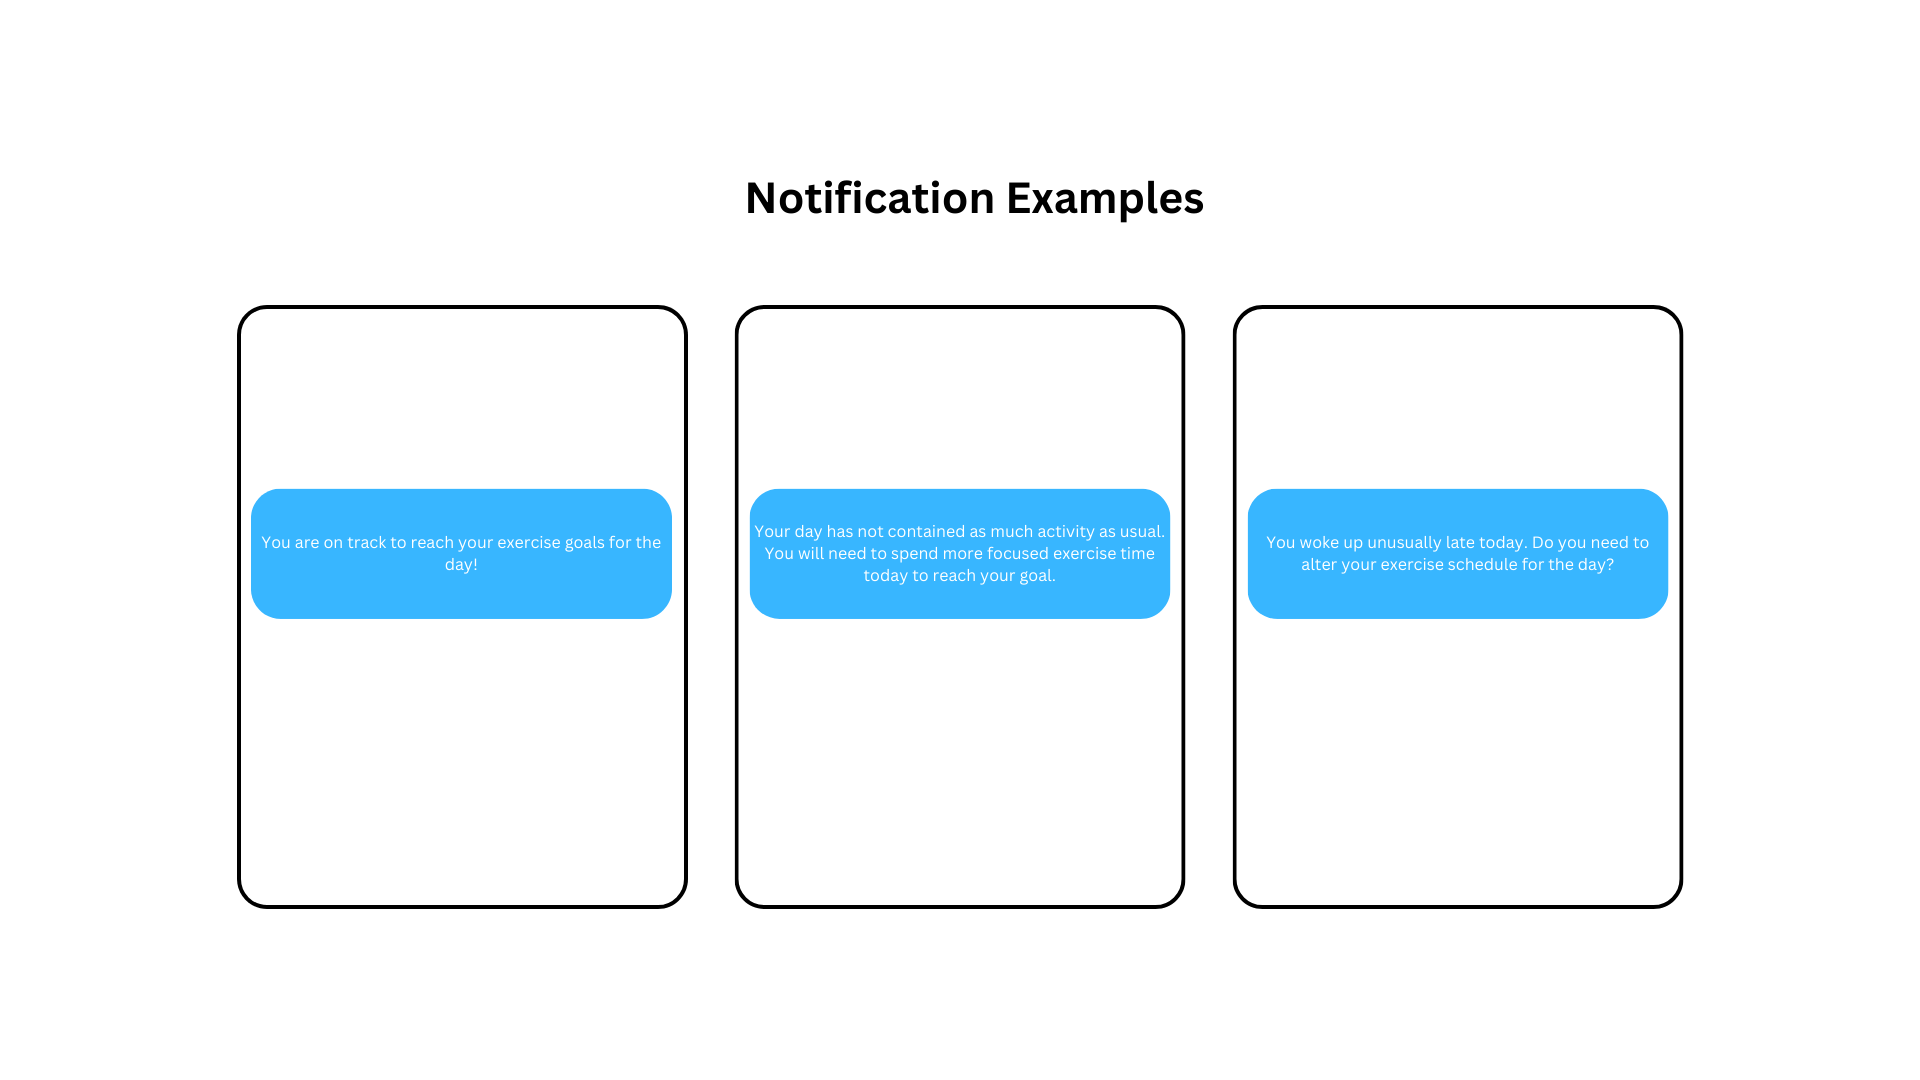 Notification Examples
You are on track to reach your exercise goals for the
day!
Your day has not contained as much activity as usual.
You will need to spend more focused exercise time
today to reach your goal.
You woke up unusually late today. Do you need to
alter your exercise schedule for the day?